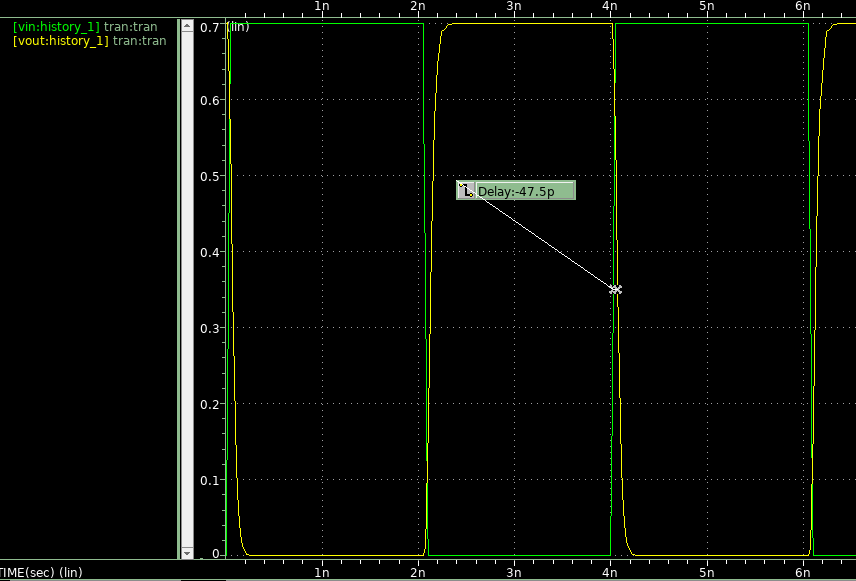 1n 2n 3n 4n 5n 6n
[vin:history_1] tran:tran
[vout:history_1] tran:tran
(lin)
0.7
0.6
0.5
Delay:-47.5p
0.4
0.3
0.2
0.1
0
TIME(sec) (lin)
1n 2n 3n 4n 5n 6n